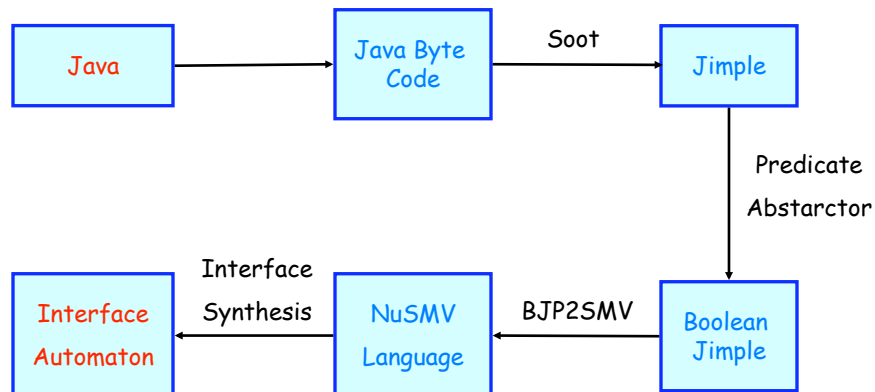 Java
Java Byte
Code
Soot
Jimple
Predicate
Abstarctor
Interface
Synthesis
Interface
Automaton
NuSMV
Language
BJP2SMV
Boolean
Jimple